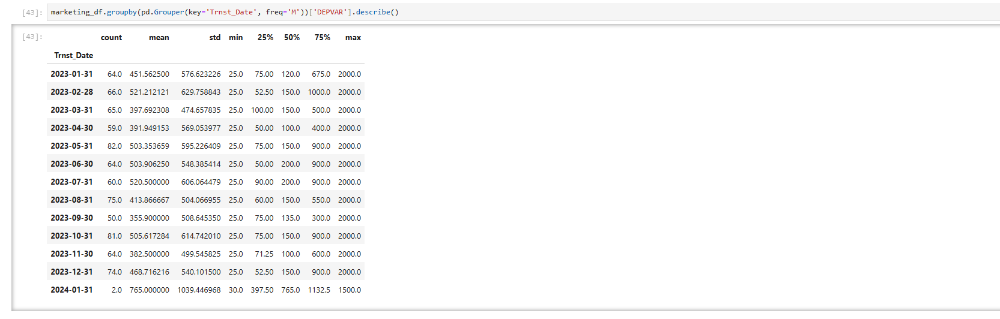 [43]: marketing_df.groupby(pd.Grouper(key='Trnst_Date', freq='M'))['DEPVAR'].describe()
[43]: count mean std min 25% 50% 75% max
Trnst_Date
2023-01-31 64.0 451.562500 576.623226 25.0 75.00 120.0 675.0 2000.0
2023-02-28 66.0 521.212121 629.758843 25.0 52.50 150.0 1000.0 2000.0
2023-03-31 65.0 397.692308 474.657835 25.0 100.00 150.0 500.0 2000.0
2023-04-30 59.0 391.949153 569.053977 25.0 50.00 100.0 400.0 2000.0
2023-05-31 82.0 503.353659 595.226409 25.0 75.00 150.0 900.0 2000.0
2023-06-30 64.0 503.906250 548.385414 25.0 50.00 200.0 900.0 2000.0
2023-07-31 60.0 520.500000 606.064479 25.0 90.00 200.0 900.0 2000.0
2023-08-31 75.0 413.866667 504.066955 25.0 60.00 150.0 550.0 2000.0
2023-09-30 50.0 355.900000 508.645350 25.0 75.00 135.0 300.0 2000.0
2023-10-31 81.0 505.617284 614.742010 25.0 75.00 150.0 900.0 2000.0
2023-11-30 64.0 382.500000 499.545825 25.0 71.25 100.0 600.0 2000.0
2023-12-31 74.0 468.716216 540.101500 25.0 52.50 150.0 900.0 2000.0
2024-01-31 2.0 765.000000 1039.446968 30.0 397.50 765.0 1132.5 1500.0